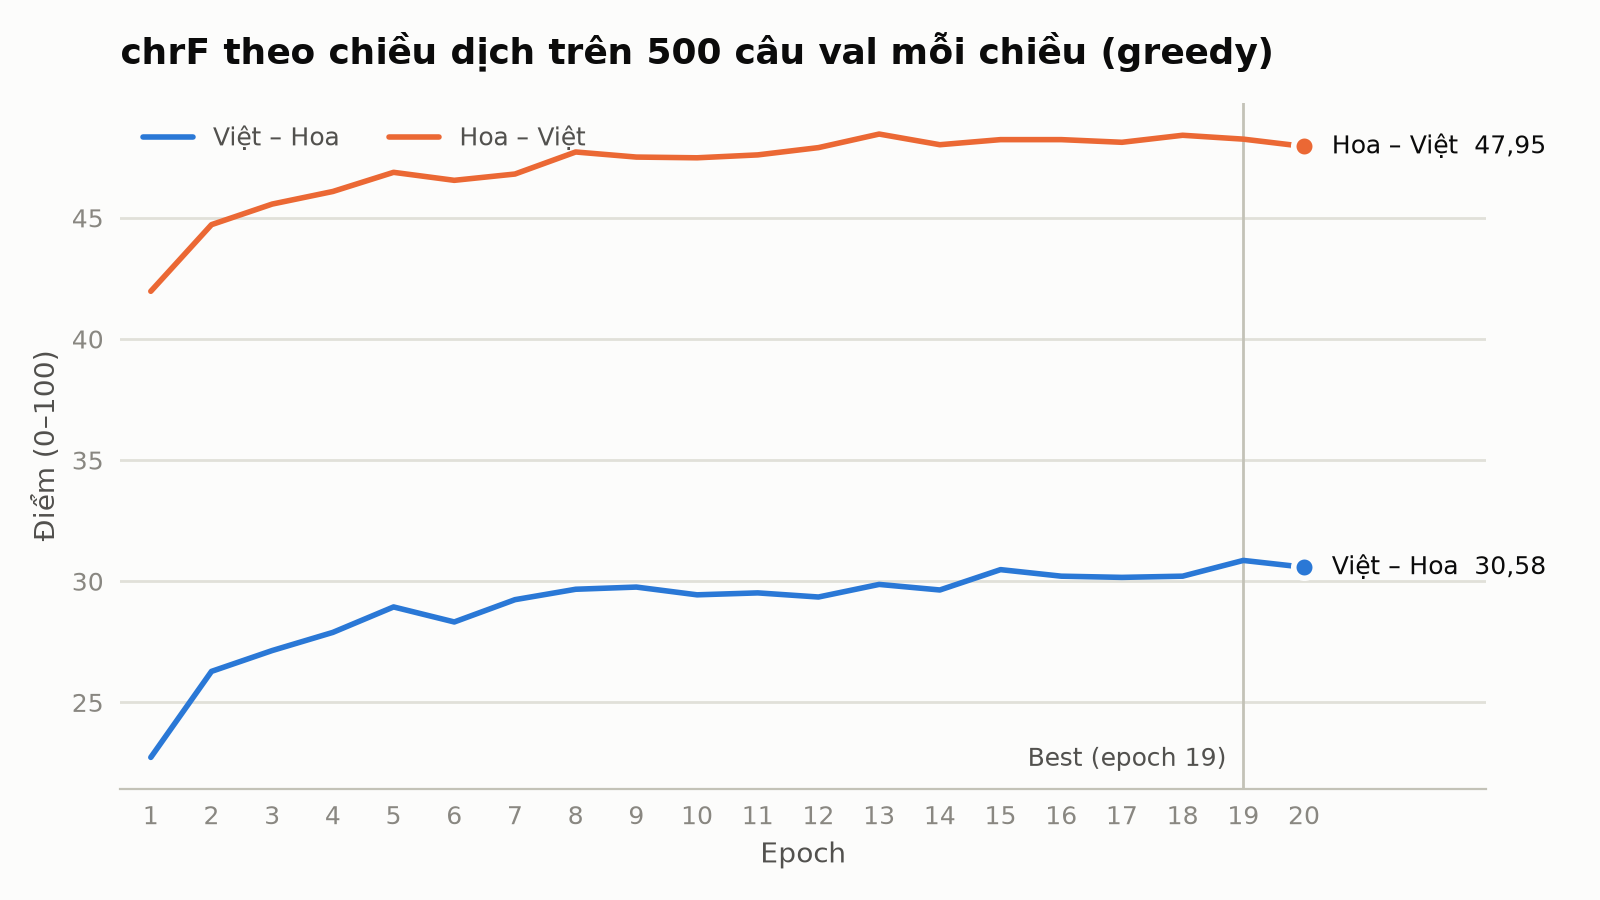 chrF theo chiều dịch trên 500 câu val mỗi chiều (greedy)
Việt – Hoa
Hoa – Việt
Hoa – Việt  47,95
45
40
35
30
25
Điểm (0–100)
Việt – Hoa  30,58
Best (epoch 19)
1 2 3 4 5 6 7 8 9 10 11 12 13 14 15 16 17 18 19 20
Epoch